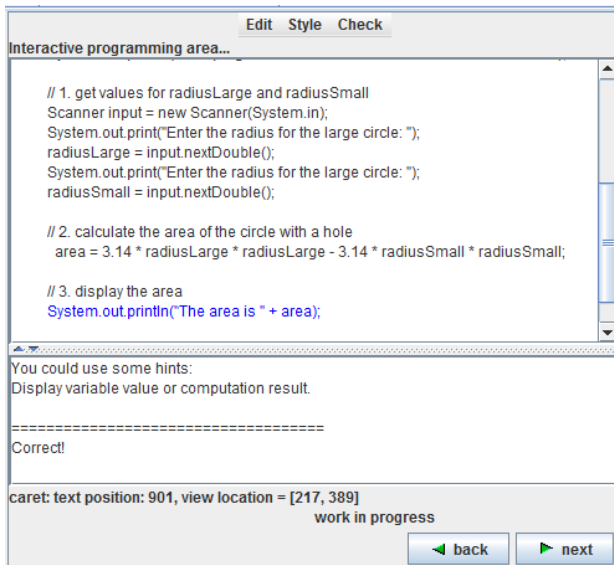 Edit Style Check
Interactive programming area...
// 1. get values for radiusLarge and radiusSmall
Scanner input = new Scanner(System.in);
System.out.print("Enter the radius for the large circle: ");
radiusLarge = input.nextDouble();
System.out.print("Enter the radius for the large circle: ");
radiusSmall = input.nextDouble();
// 2. calculate the area of the circle with a hole
area = 3.14 * radiusLarge * radiusLarge - 3.14 * radiusSmall * radiusSmall;
// 3. display the area
System.out.println("The area is " + area);
You could use some hints:
Display variable value or computation result.
====================================
Correct!
caret: text position: 901, view location = [217, 389]
work in progress
back next